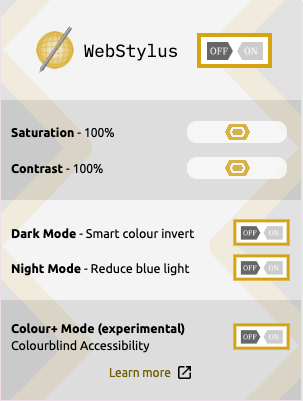 WebStylus OFF ON
Saturation - 100%
Contrast - 100%
Dark Mode - Smart colour invert OFF ON
Night Mode - Reduce blue light OFF ON
Colour+ Mode (experimental) OFF ON
Colourblind Accessibility
Learn more